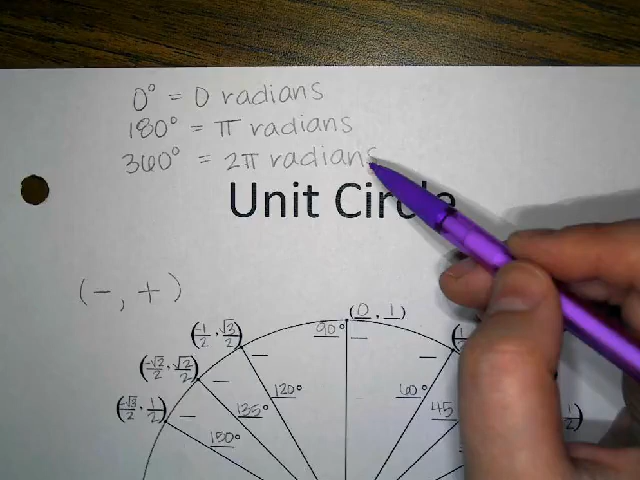 0° = 0 radians
180° = π radians
360° = 2π radians
Unit Circle
(-, +)
(0, 1)
90°
(-1/2, √3/2)
(-√2/2, √2/2)
120°
60°
(-√3/2, 1/2)
135°
45
150°